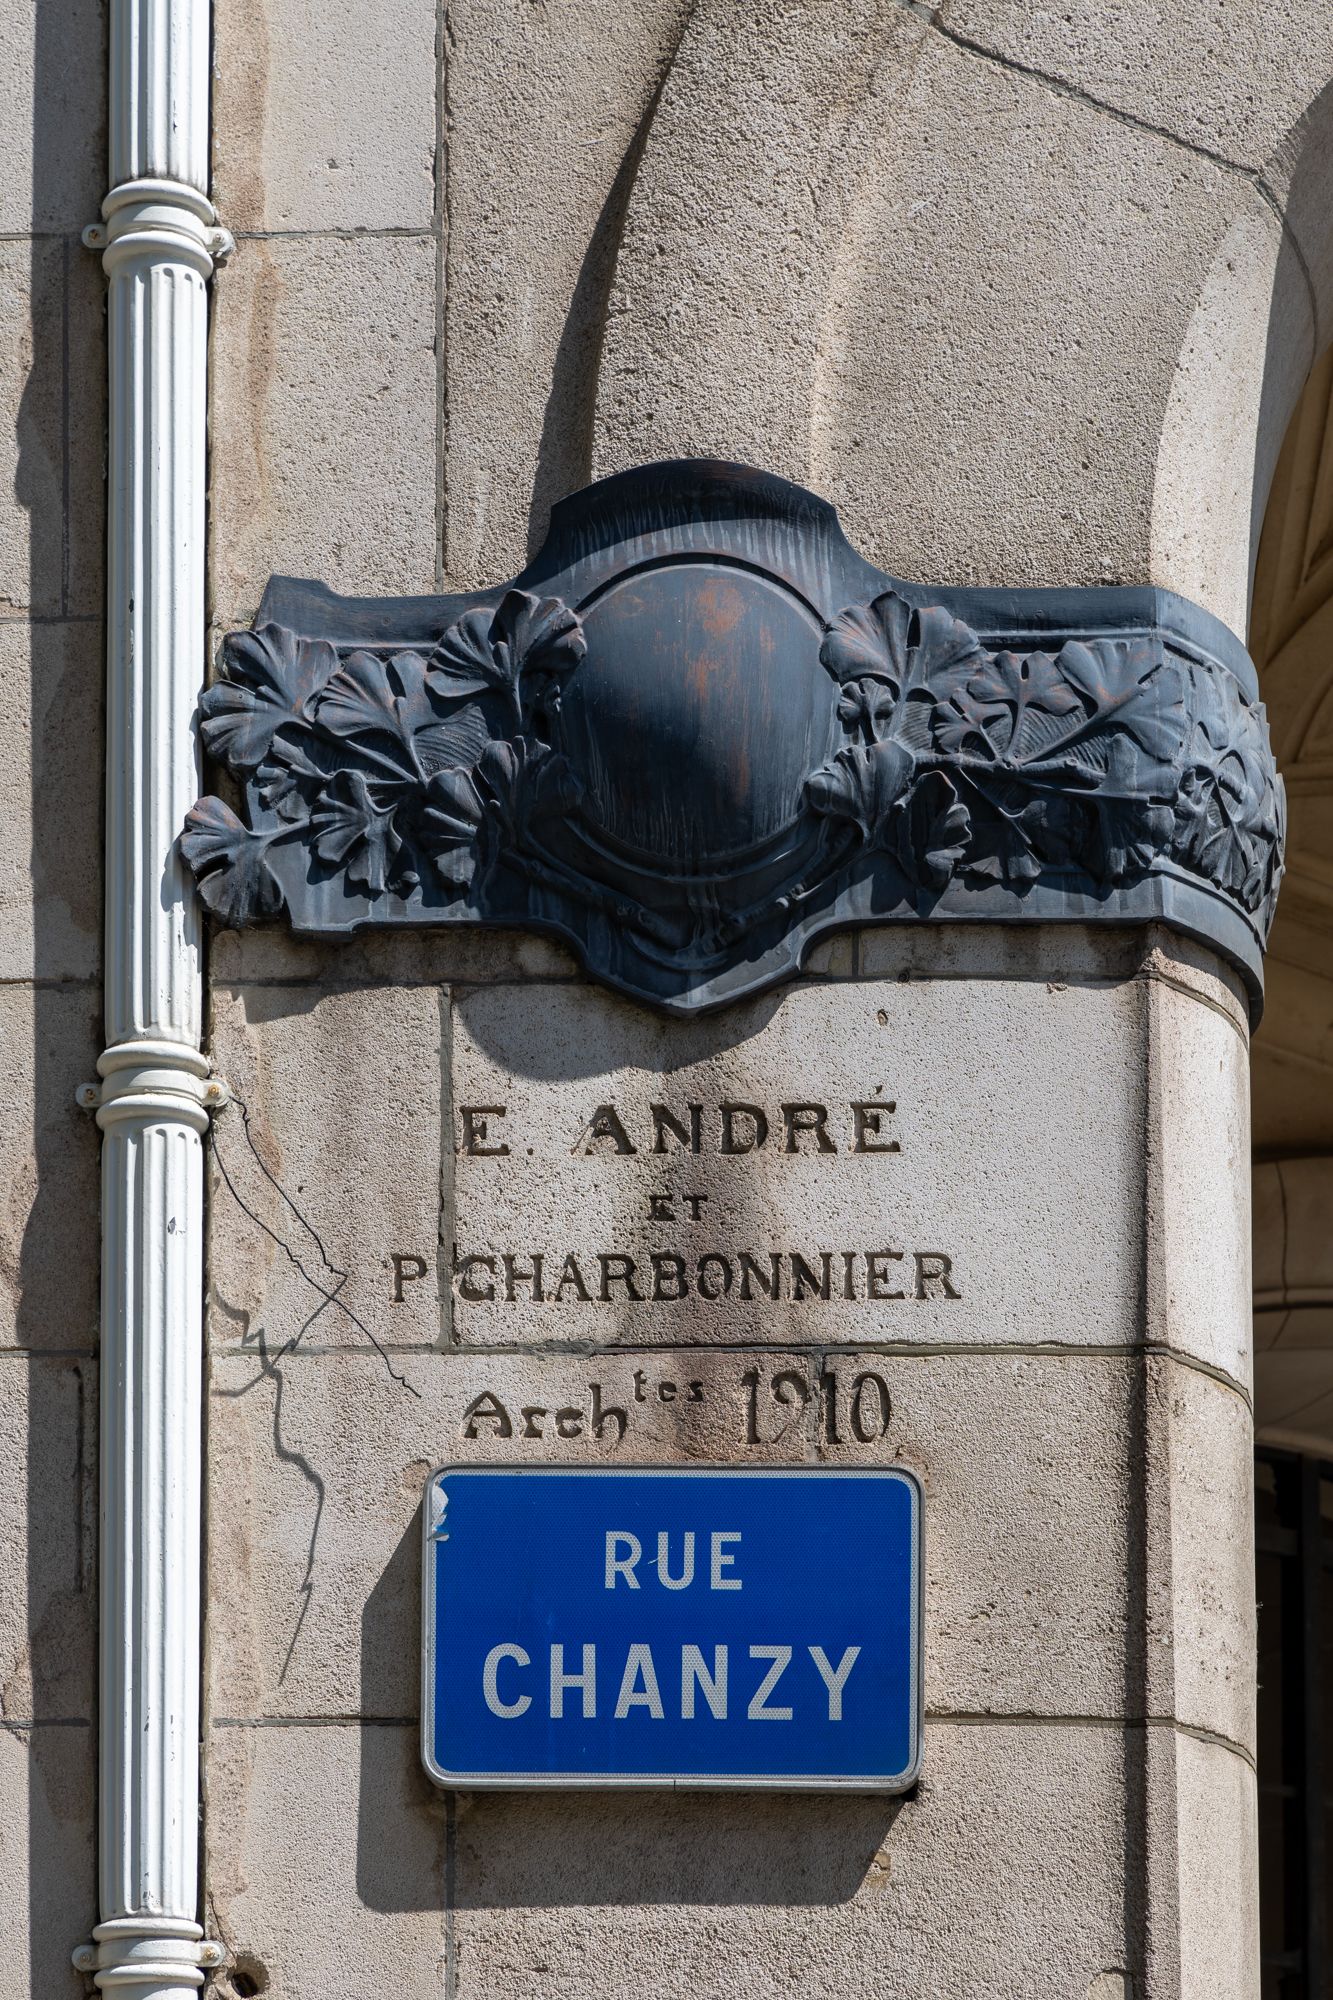 E. ANDRÉ
ET
P. CHARBONNIER
Archtes 1910
RUE
CHANZY